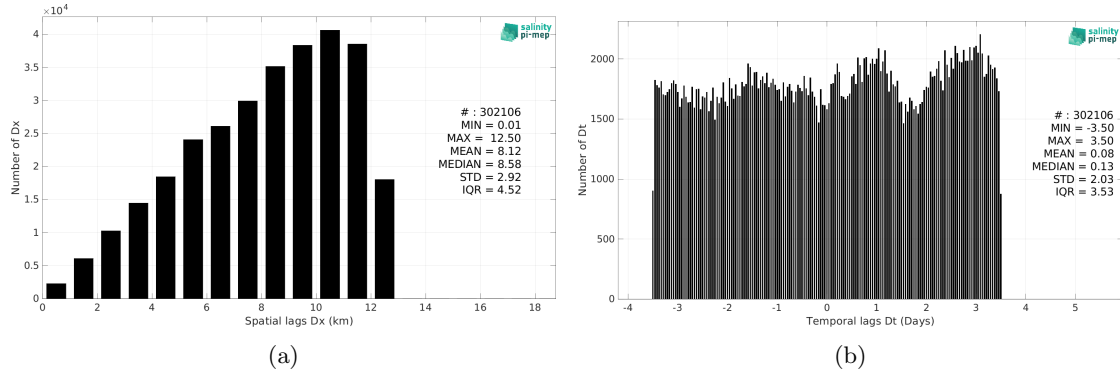 ×10⁴
4
3.5
3
2.5
2
1.5
1
0.5
0
Number of Dx
0 2 4 6 8 10 12 14 16 18
Spatial lags Dx (km)
salinity
pi-mep
# : 302106
MIN = 0.01
MAX = 12.50
MEAN = 8.12
MEDIAN = 8.58
STD = 2.92
IQR = 4.52
(a)
2000
1500
1000
500
0
Number of Dt
-4 -3 -2 -1 0 1 2 3 4 5
Temporal lags Dt (Days)
salinity
pi-mep
# : 302106
MIN = -3.50
MAX = 3.50
MEAN = 0.08
MEDIAN = 0.13
STD = 2.03
IQR = 3.53
(b)